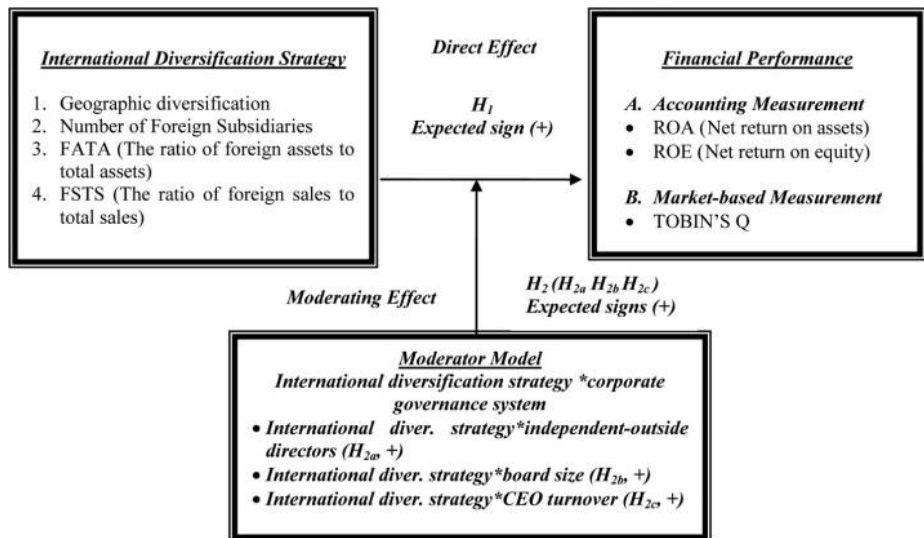 International Diversification Strategy
1. Geographic diversification
2. Number of Foreign Subsidiaries
3. FATA (The ratio of foreign assets to
total assets)
4. FSTS (The ratio of foreign sales to
total sales)
Direct Effect
H1
Expected sign (+)
Financial Performance
A. Accounting Measurement
• ROA (Net return on assets)
• ROE (Net return on equity)
B. Market-based Measurement
• TOBIN'S Q
Moderating Effect
H2 (H2a H2b H2c)
Expected signs (+)
Moderator Model
International diversification strategy *corporate
governance system
• International diver. strategy*independent-outside
directors (H2a, +)
• International diver. strategy*board size (H2b, +)
• International diver. strategy*CEO turnover (H2c, +)